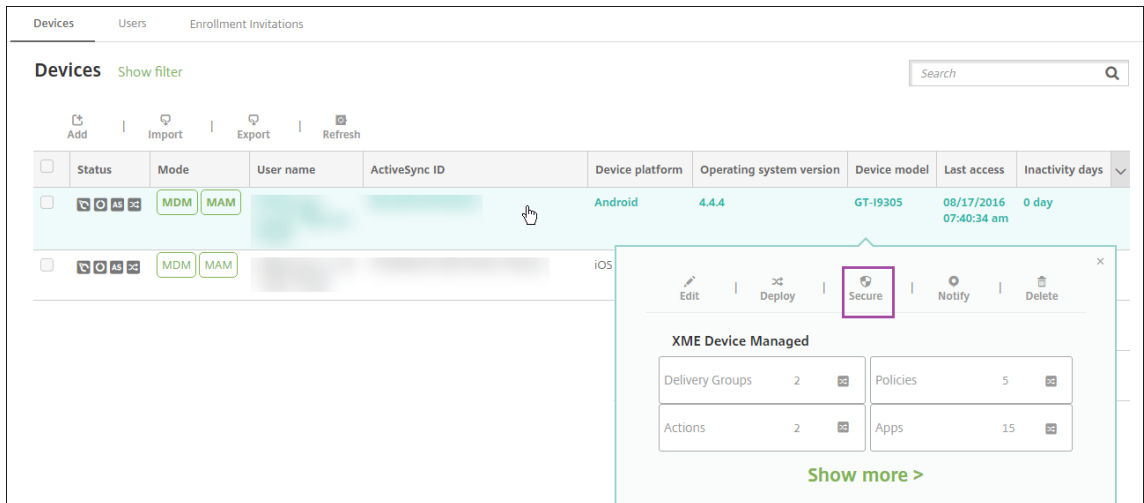 Devices Users Enrollment Invitations
Devices Show filter
Search
Add | Import | Export | Refresh
Status Mode User name ActiveSync ID Device platform Operating system version Device model Last access Inactivity days
AS MDM MAM Android 4.4.4 GT-I9305 08/17/2016 0 day
07:40:34 am
AS MDM MAM iOS
×
Edit | Deploy | Secure | Notify | Delete
XME Device Managed
Delivery Groups 2 Policies 5
Actions 2 Apps 15
Show more >